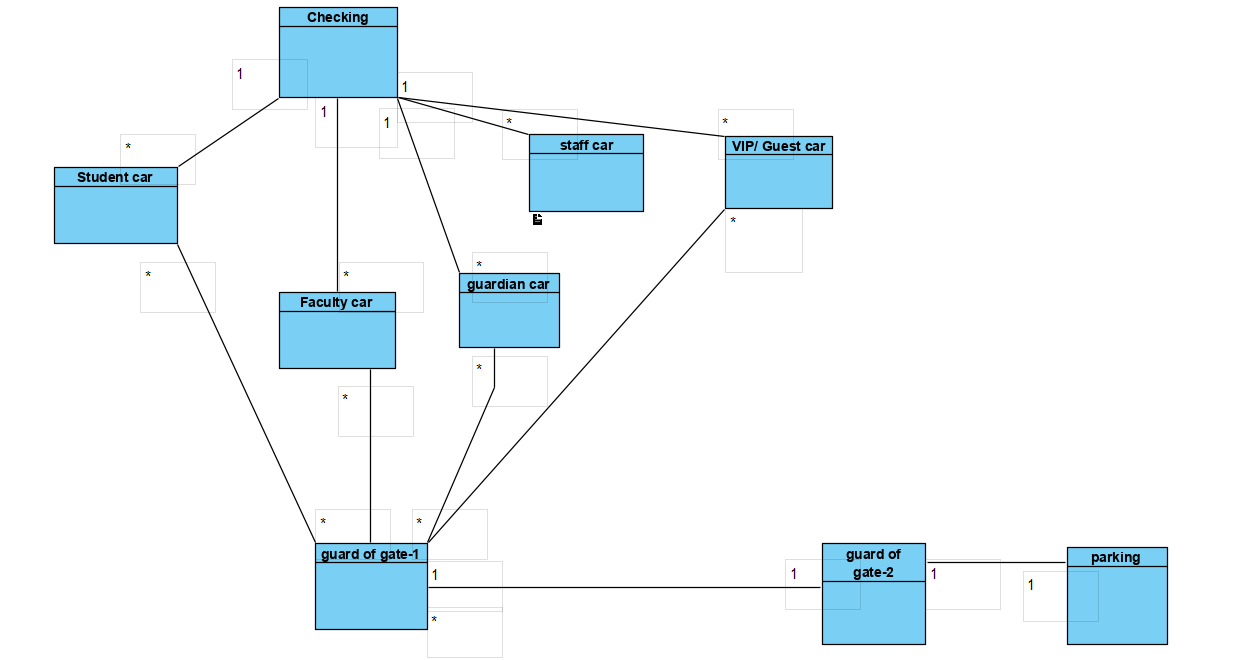 Checking
1
1
1
1
*
*
*
staff car
VIP/ Guest car
Student car
*
*
*
*
guardian car
Faculty car
*
*
*
*
guard of gate-1
1
*
guard of
gate-2
1
1
parking
1